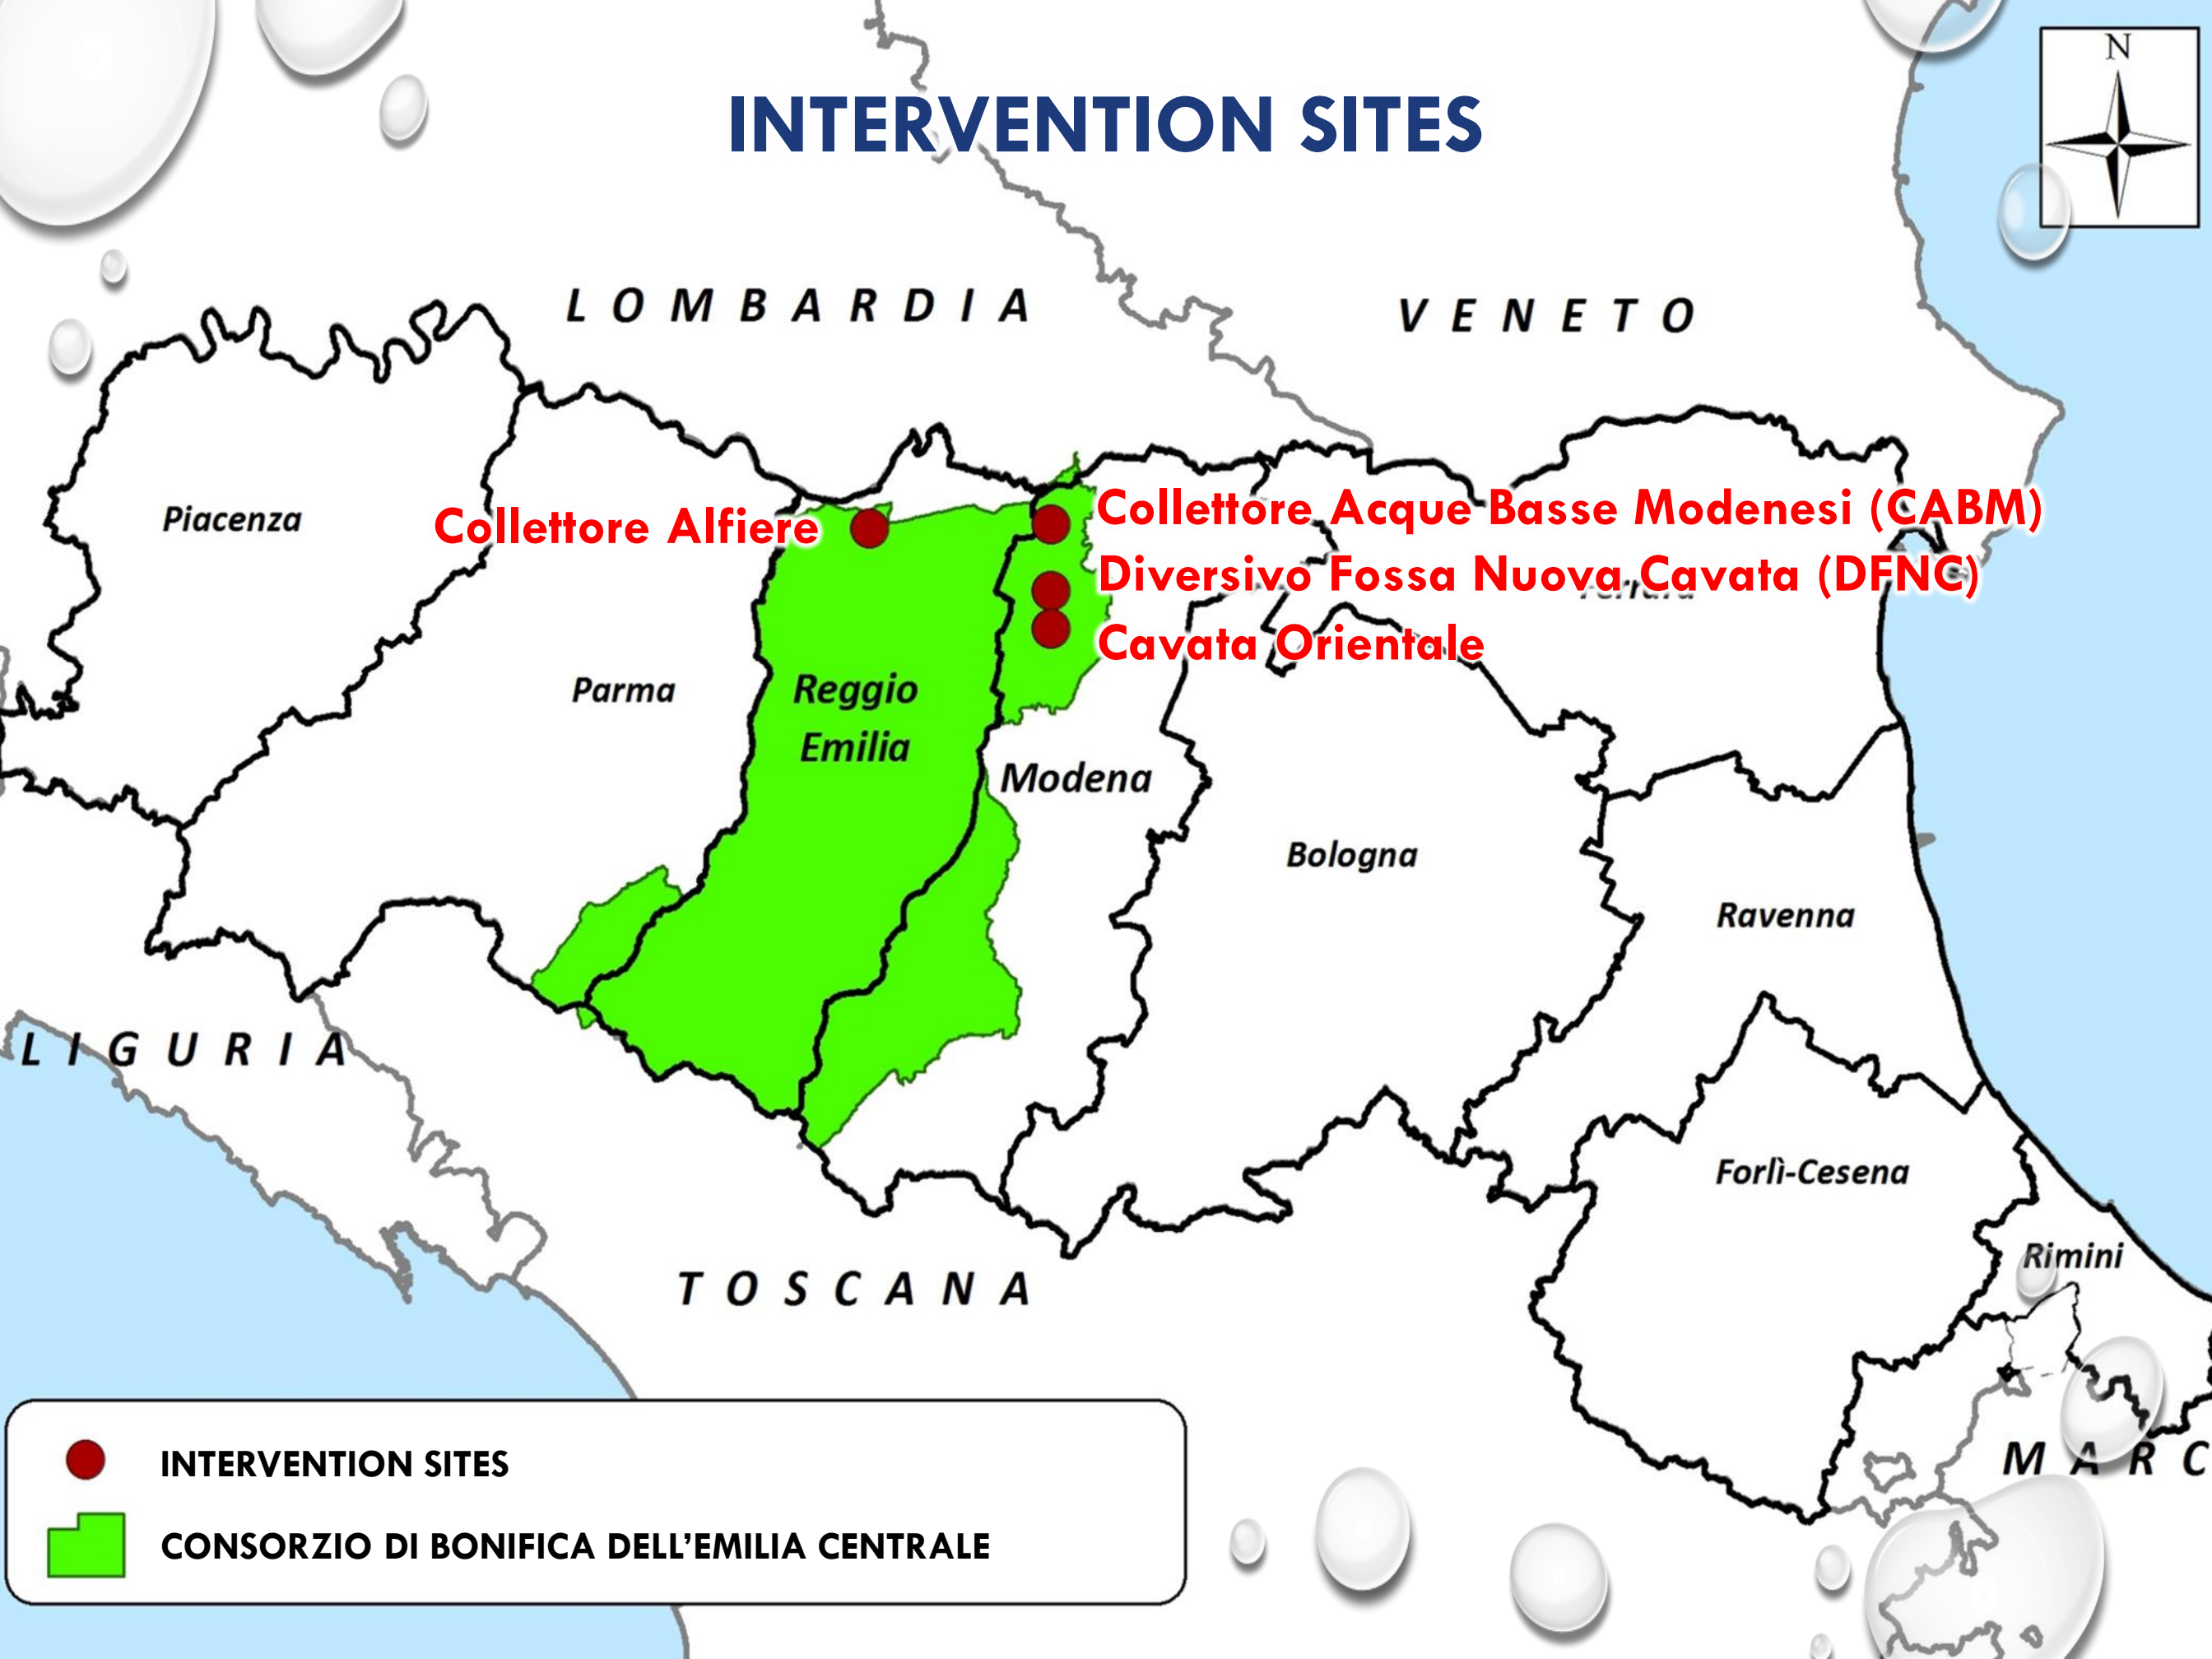 N
INTERVENTION SITES
LOMBARDIA
VENETO
Piacenza
Collettore Alfiere
Collettore Acque Basse Modenesi (CABM)
Diversivo Fossa Nuova Cavata (DFNC)
Cavata Orientale
Parma
Reggio
Emilia
Modena
Bologna
Ravenna
LIGURIA
Forlì-Cesena
Rimini
TOSCANA
MARC
INTERVENTION SITES
CONSORZIO DI BONIFICA DELL’EMILIA CENTRALE